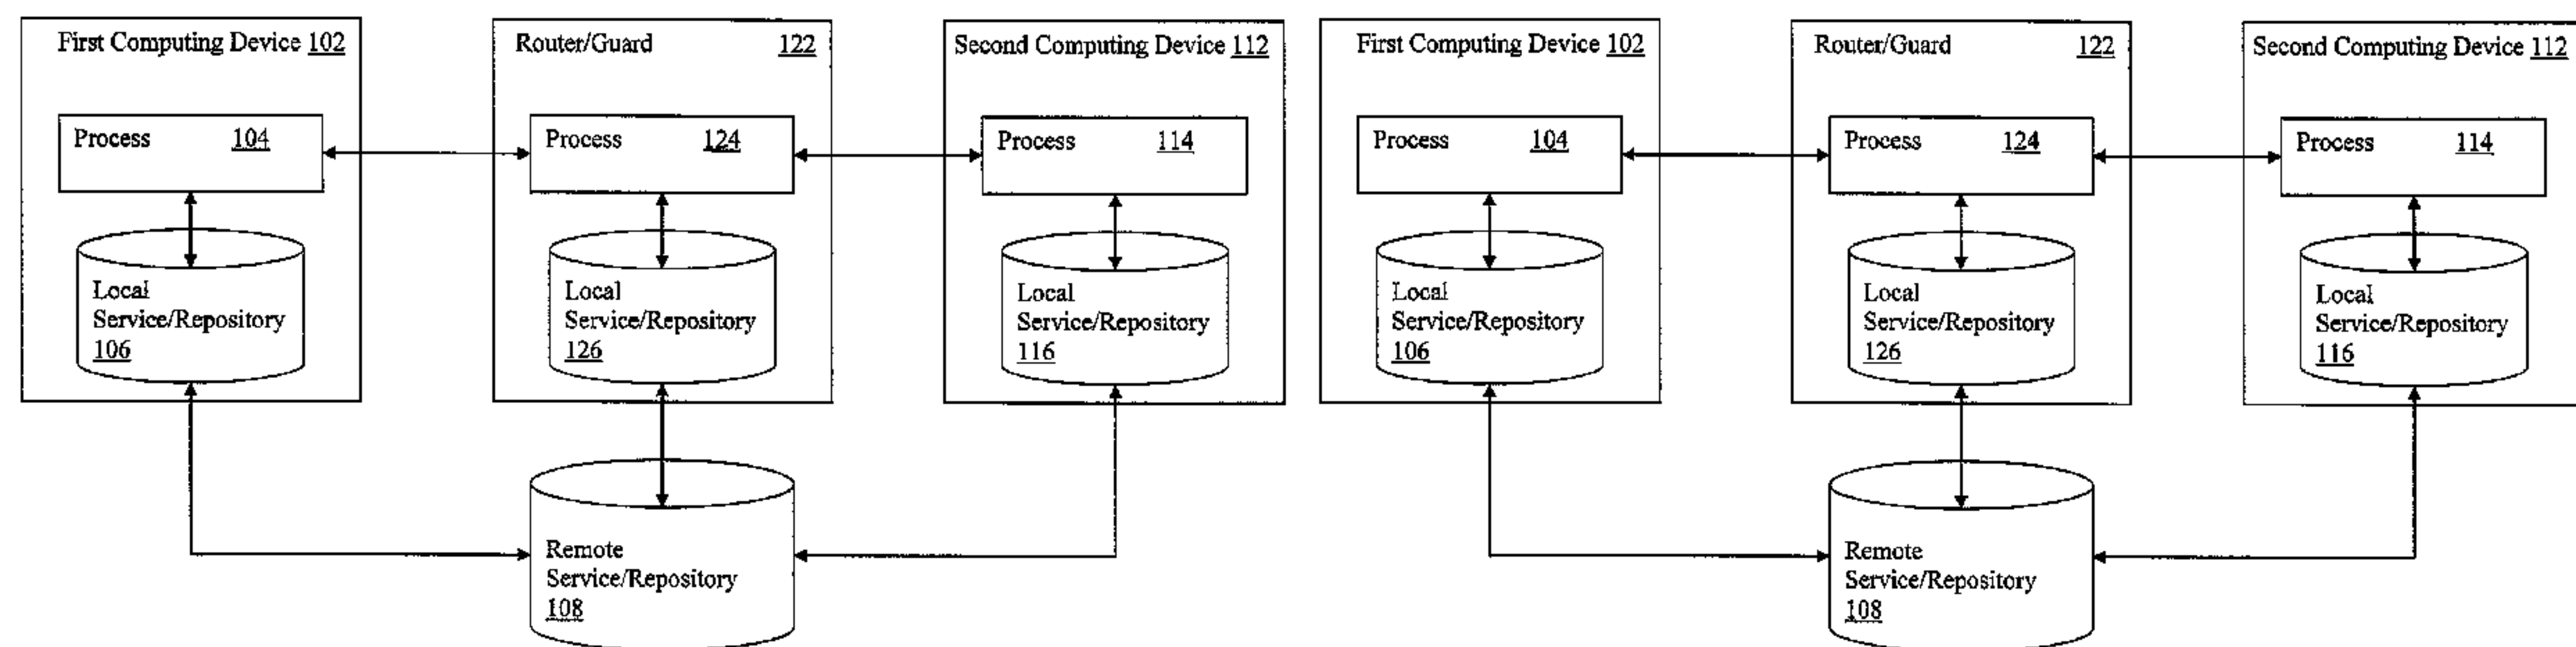 First Computing Device 102
Process 104
Local
Service/Repository
106
Router/Guard 122
Process 124
Local
Service/Repository
126
Second Computing Device 112
Process 114
Local
Service/Repository
116
Remote
Service/Repository
108
First Computing Device 102
Process 104
Local
Service/Repository
106
Router/Guard 122
Process 124
Local
Service/Repository
126
Second Computing Device 112
Process 114
Local
Service/Repository
116
Remote
Service/Repository
108